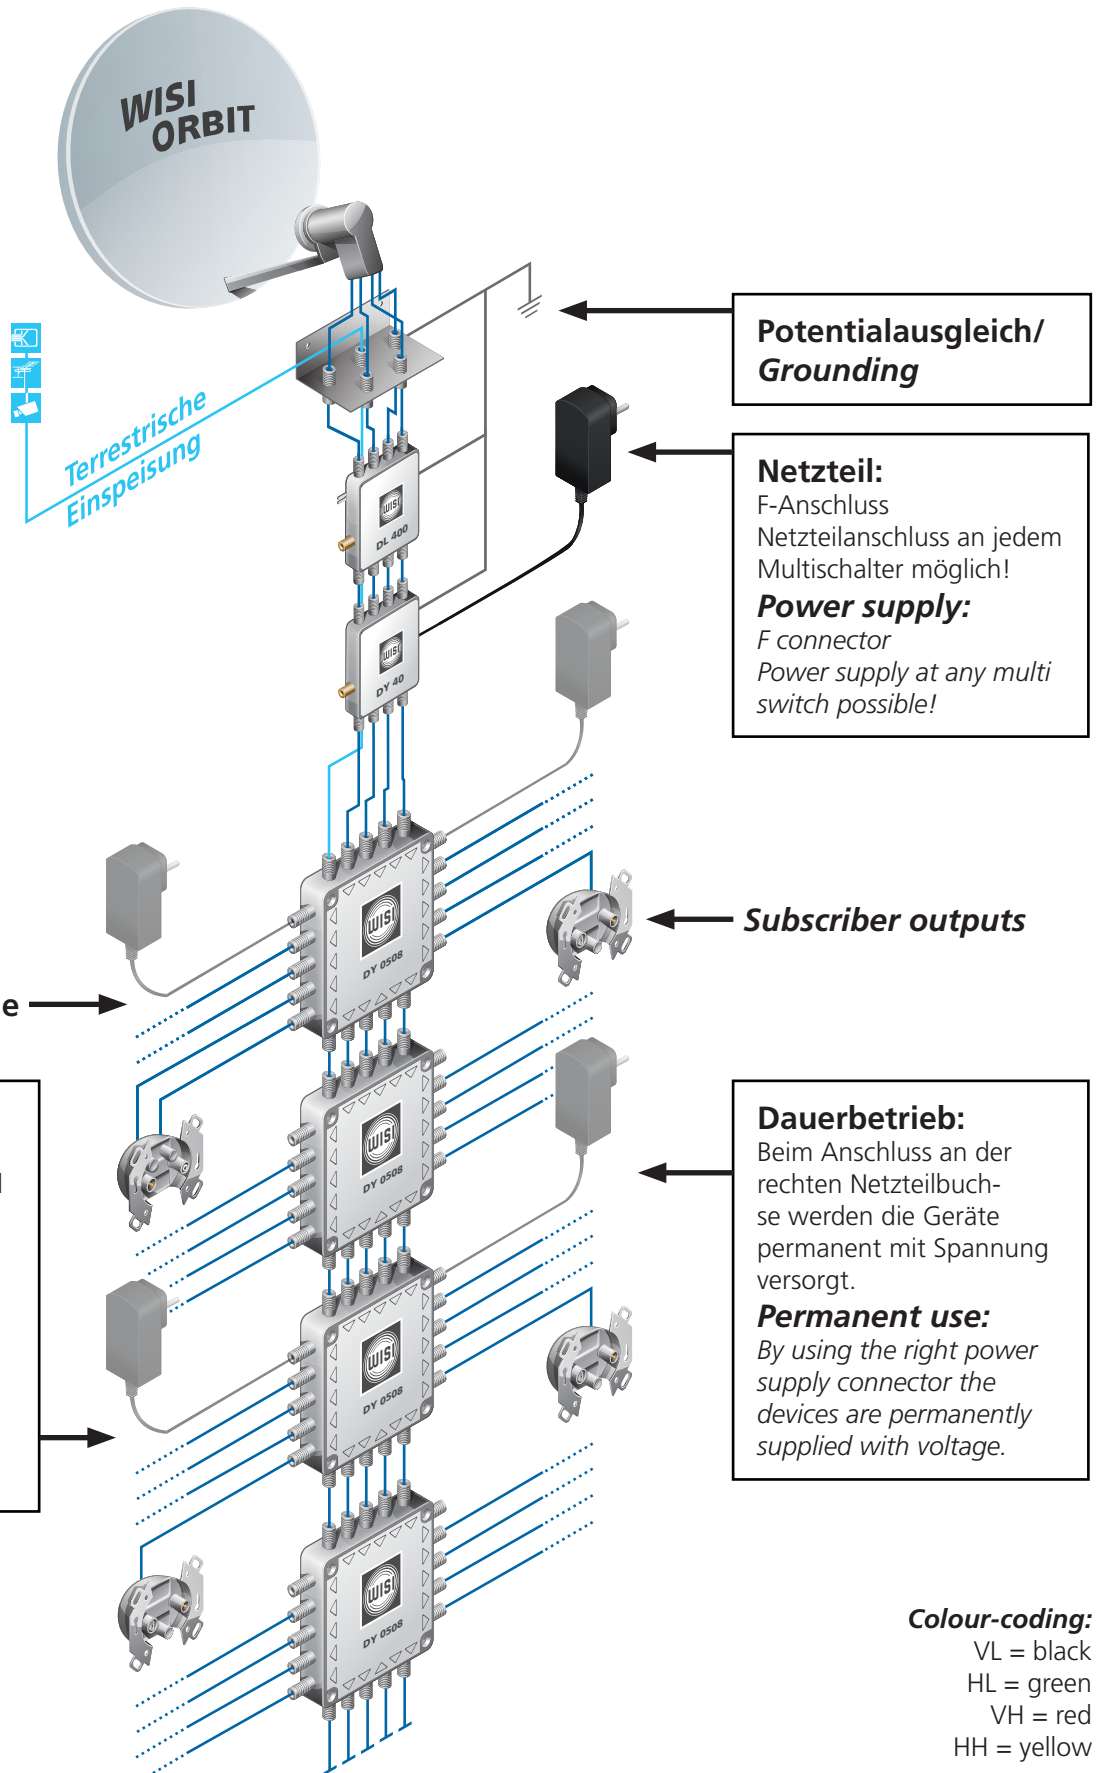 WISI
ORBIT
Potentialausgleich/
Grounding
Terrestrische
Einspeisung
WISI
DL 400
Netzteil:
F-Anschluss
Netzteilanschluss an jedem
Multischalter möglich!
Power supply:
F connector
Power supply at any multi
switch possible!
WISI
DY 40
WISI
DY 0508
Subscriber outputs
e
WISI
DY 0508
Dauerbetrieb:
Beim Anschluss an der
rechten Netzteilbuch-
se werden die Geräte
permanent mit Spannung
versorgt.
Permanent use:
By using the right power
supply connector the
devices are permanently
supplied with voltage.
WISI
DY 0508
WISI
DY 0508
Colour-coding:
VL = black
HL = green
VH = red
HH = yellow